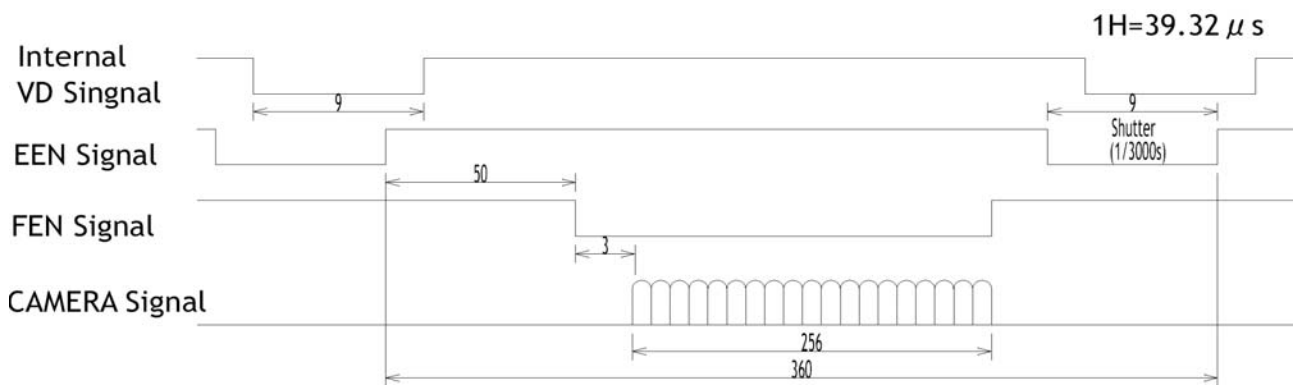 1H=39.32 μ s
Internal
VD Singnal
9
9
EEN Signal
Shutter
(1/3000s)
50
FEN Signal
3
CAMERA Signal
256
360